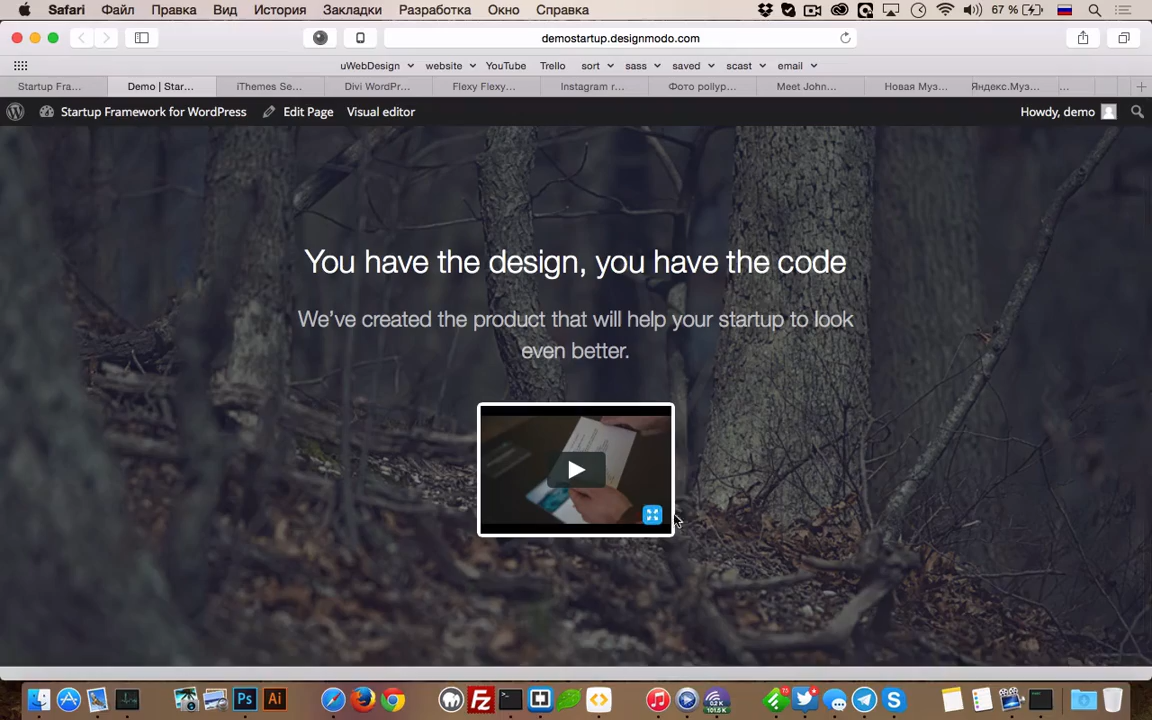 Safari Файл Правка Вид История Закладки Разработка Окно Справка 67 %
demostartup.designmodo.com
uWebDesign website YouTube Trello sort sass saved scast email
Startup Fra... Demo | Star... iThemes Se... Divi WordPr... Flexy Flexy... Instagram r... Фото pollyp... Meet John... Новая Муз... Яндекс.Муз... ...
Startup Framework for WordPress Edit Page Visual editor Howdy, demo
You have the design, you have the code
We've created the product that will help your startup to look
even better.
Ps Ai